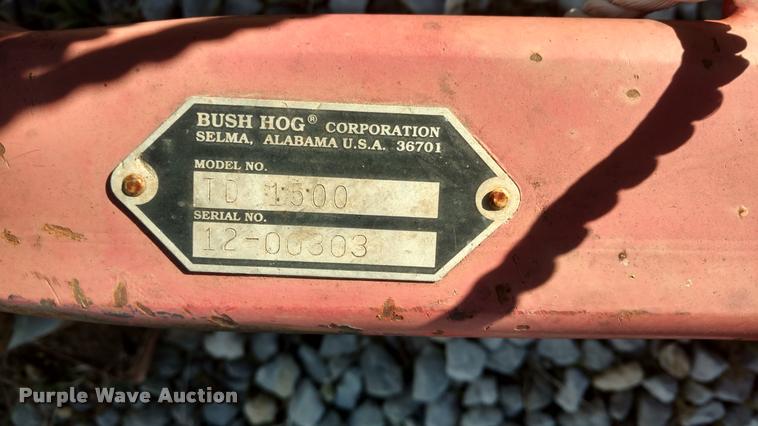 BUSH HOG® CORPORATION
SELMA, ALABAMA U.S.A. 36701
MODEL NO.
TD 1500
SERIAL NO.
12-00303
Purple Wave Auction